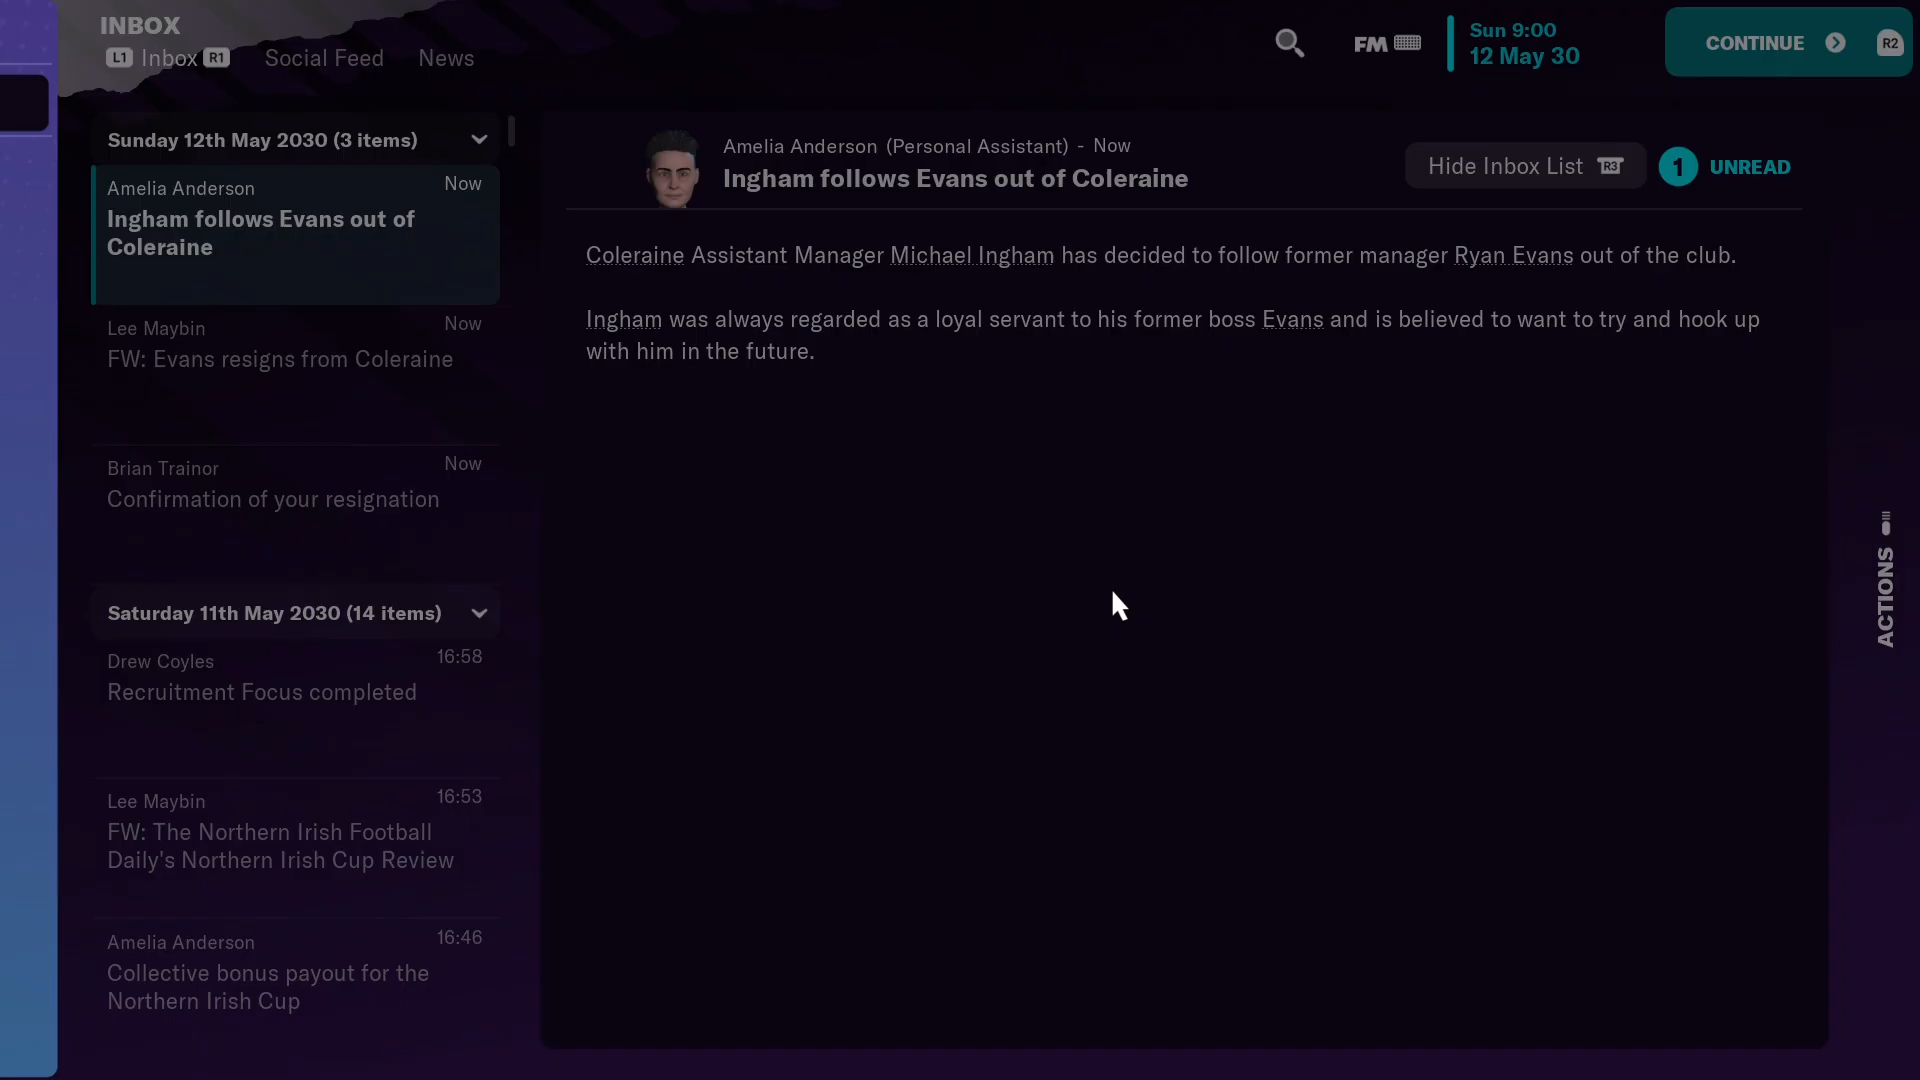 INBOX
L1 Inbox R1 Social Feed News
FM
Sun 9:00
12 May 30
CONTINUE R2
Sunday 12th May 2030 (3 items)
Amelia Anderson Now
Ingham follows Evans out of
Coleraine
Lee Maybin Now
FW: Evans resigns from Coleraine
Brian Trainor Now
Confirmation of your resignation
Saturday 11th May 2030 (14 items)
Drew Coyles 16:58
Recruitment Focus completed
Lee Maybin 16:53
FW: The Northern Irish Football
Daily's Northern Irish Cup Review
Amelia Anderson 16:46
Collective bonus payout for the
Northern Irish Cup
Amelia Anderson (Personal Assistant) - Now
Ingham follows Evans out of Coleraine
Hide Inbox List R3 1 UNREAD
Coleraine Assistant Manager Michael Ingham has decided to follow former manager Ryan Evans out of the club.
Ingham was always regarded as a loyal servant to his former boss Evans and is believed to want to try and hook up
with him in the future.
ACTIONS